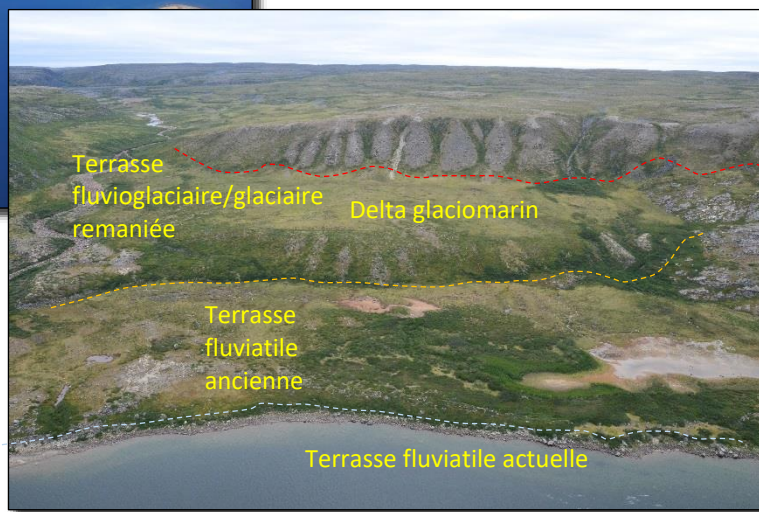 Terrasse
fluvioglaciaire/glaciaire
remaniée
Delta glaciomarin
Terrasse
fluviatile
ancienne
Terrasse fluviatile actuelle